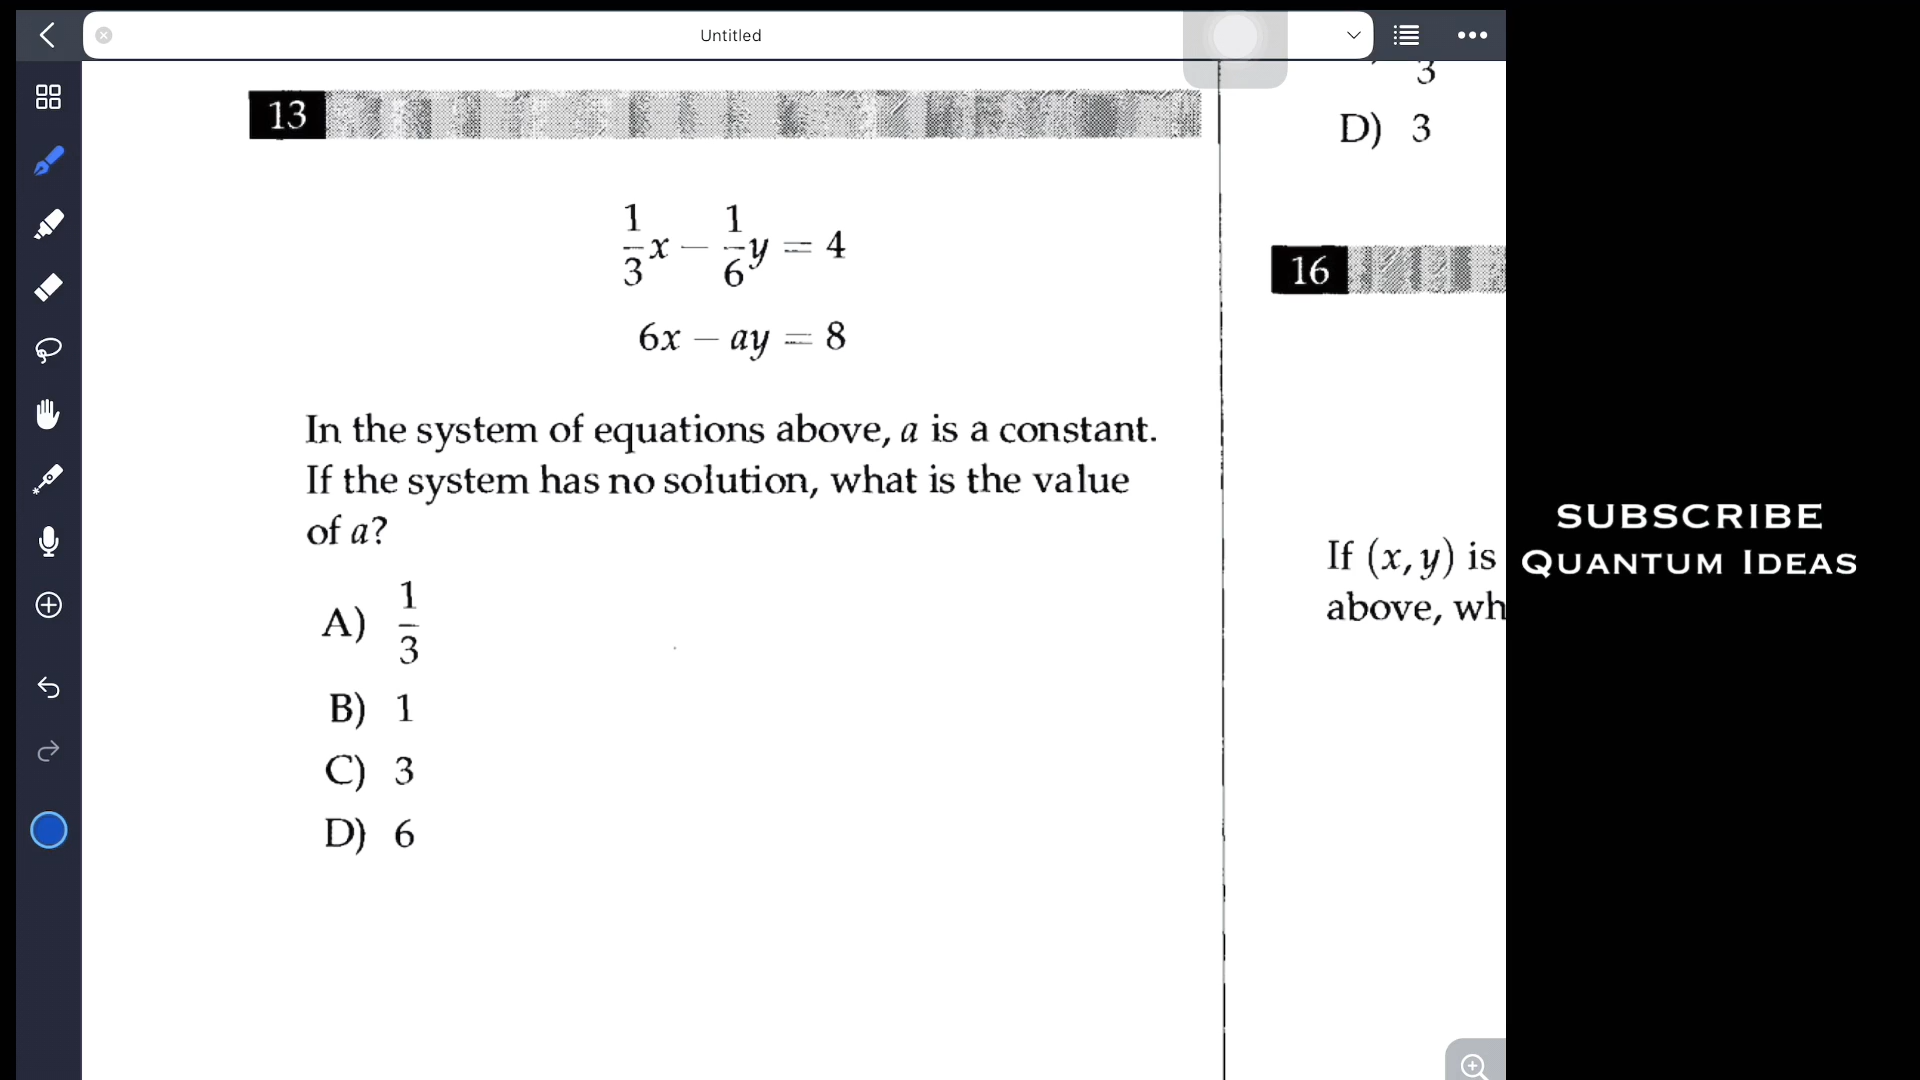 Untitled
13
1/3 x − 1/6 y = 4
6x − ay = 8
In the system of equations above, a is a constant.
If the system has no solution, what is the value
of a?
A) 1/3
B) 1
C) 3
D) 6
3
D) 3
16
If (x, y) is
above, wh
SUBSCRIBE
QUANTUM IDEAS